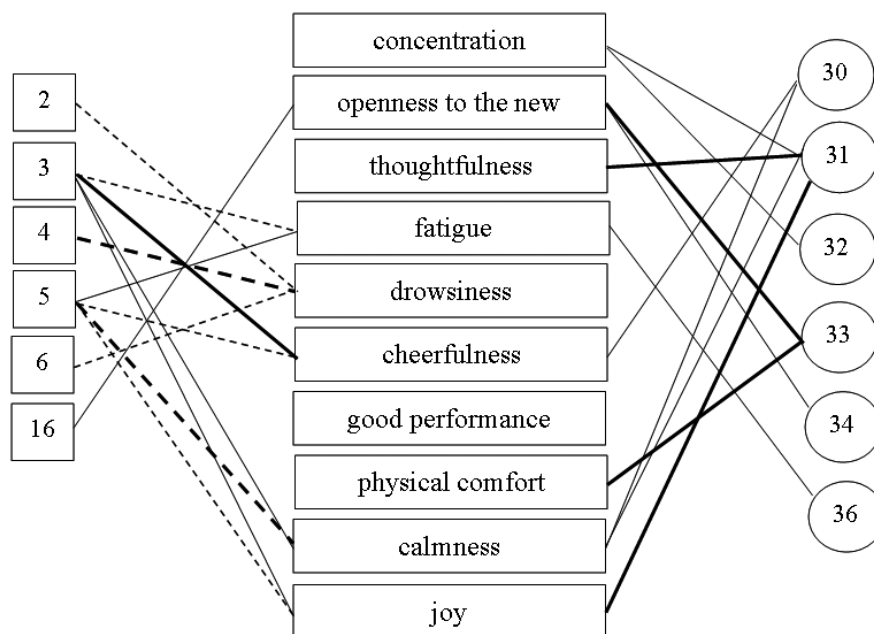 2
3
4
5
6
16
concentration
openness to the new
thoughtfulness
fatigue
drowsiness
cheerfulness
good performance
physical comfort
calmness
joy
30
31
32
33
34
36